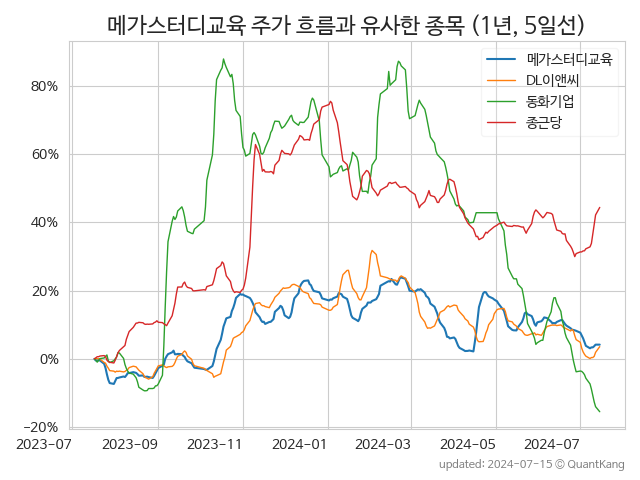 메가스터디교육 주가 흐름과 유사한 종목 (1년, 5일선)
메가스터디교육
DL이앤씨
동화기업
종근당
80%
60%
40%
20%
0%
−20%
2023-07 2023-09 2023-11 2024-01 2024-03 2024-05 2024-07
updated: 2024-07-15 © QuantKang